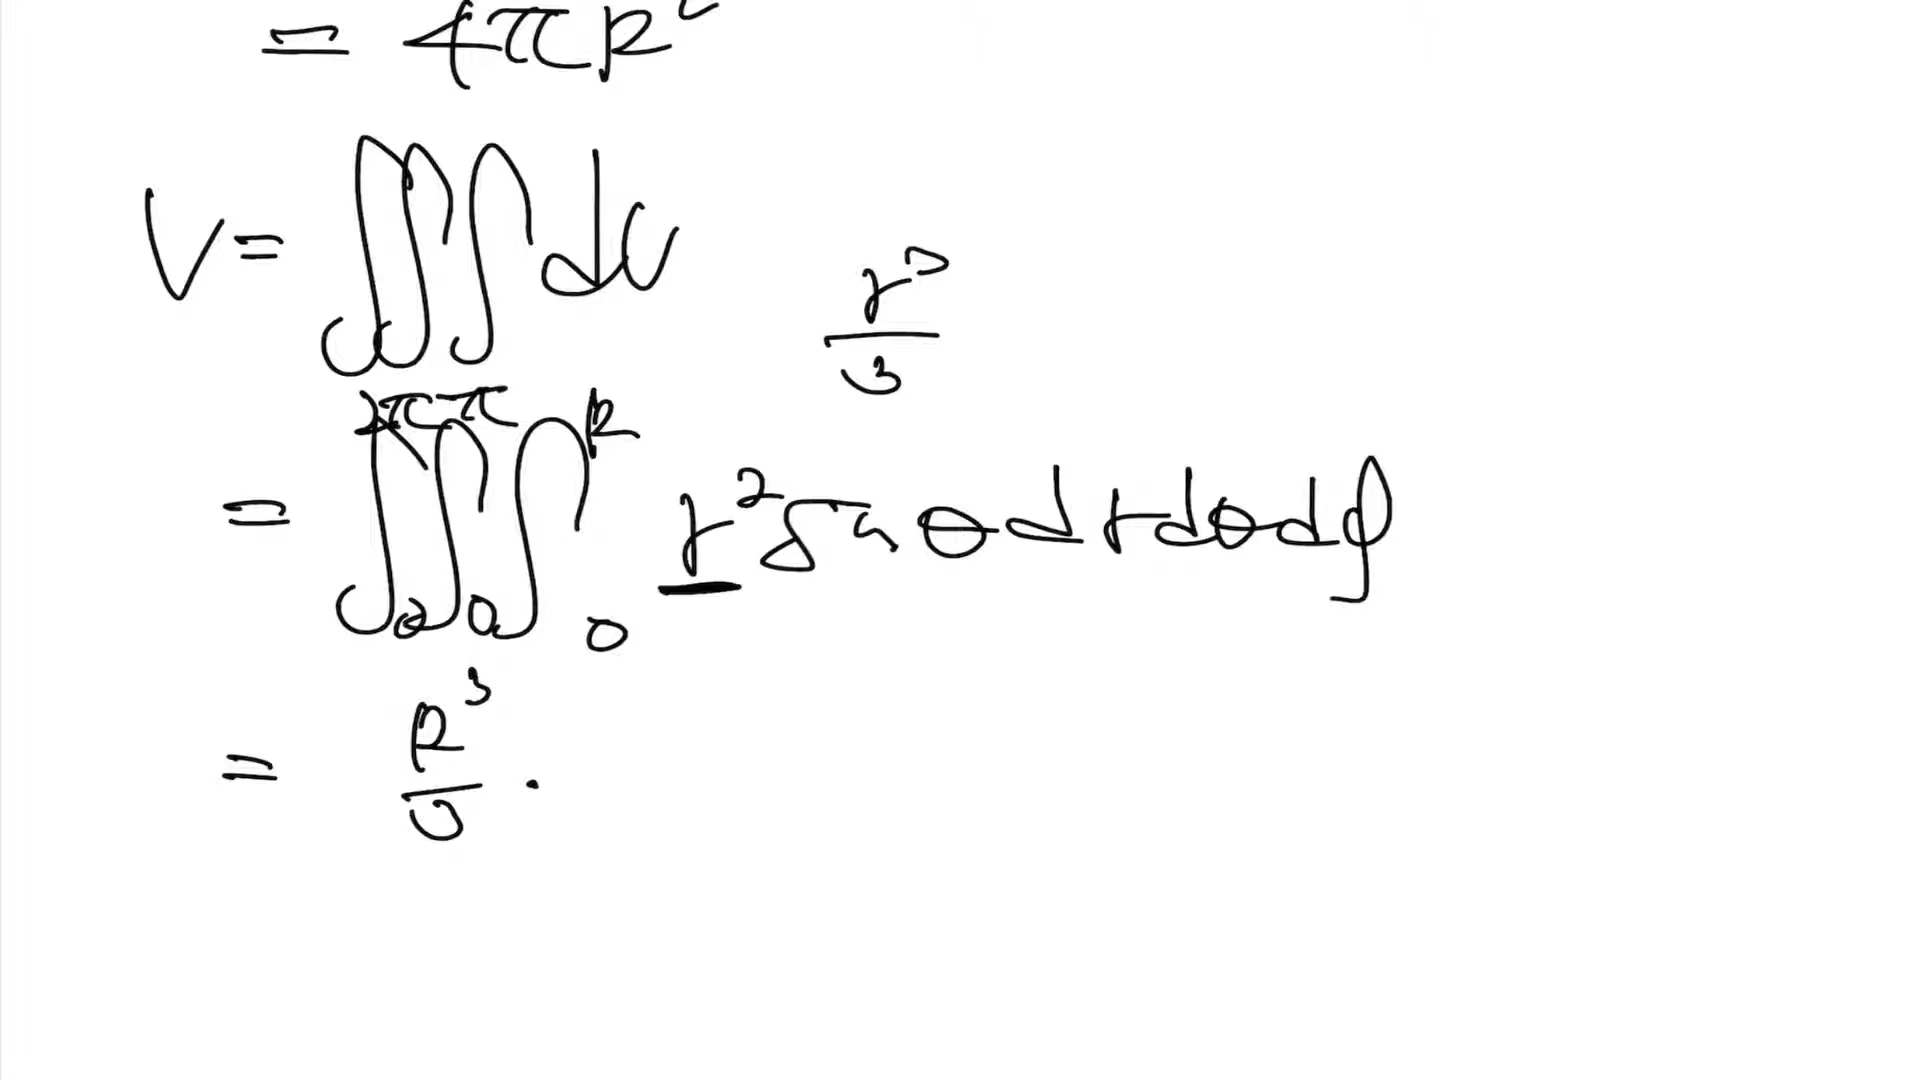 = 4πR²
V = ∭ dV
r³/3
= ∫₀^2π ∫₀^π ∫₀^R r² sin θ dr dθ dφ
= R³/3 ·